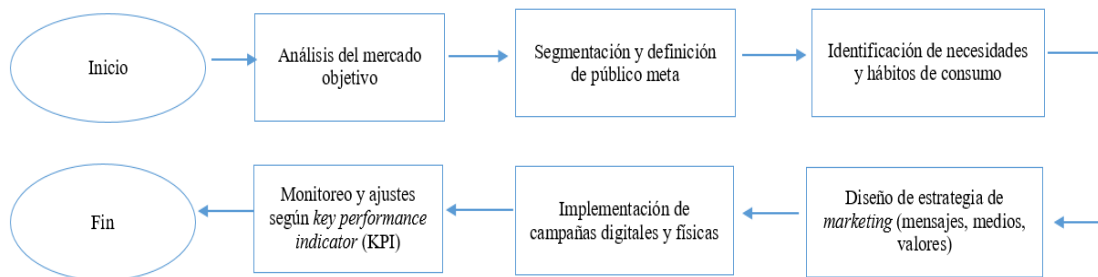 Inicio
Análisis del mercado
objetivo
Segmentación y definición
de público meta
Identificación de necesidades
y hábitos de consumo
Diseño de estrategia de
marketing (mensajes, medios,
valores)
Implementación de
campañas digitales y físicas
Monitoreo y ajustes
según key performance
indicator (KPI)
Fin